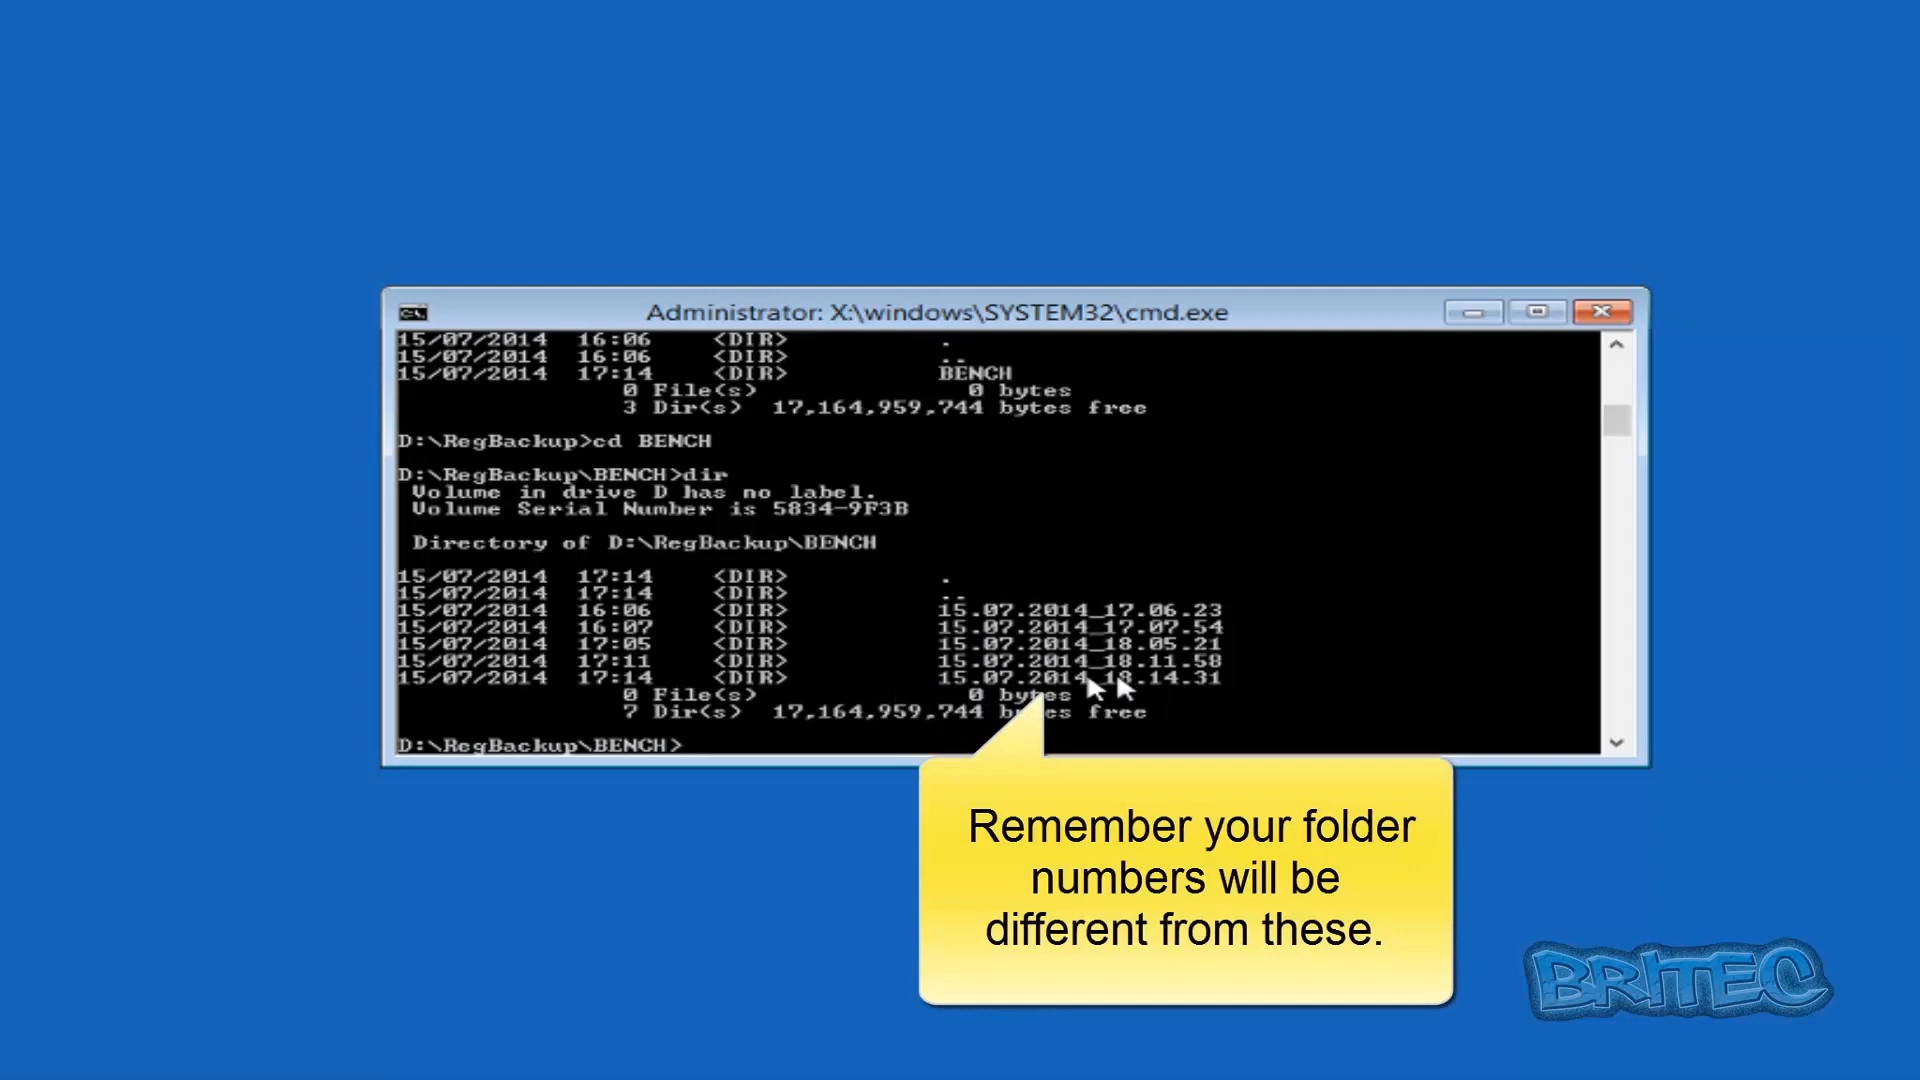 Administrator: X:\windows\SYSTEM32\cmd.exe
15/07/2014  16:06    <DIR>          .
15/07/2014  16:06    <DIR>          ..
15/07/2014  17:14    <DIR>          BENCH
0 File(s)              0 bytes
3 Dir(s)  17,164,959,744 bytes free
D:\RegBackup>cd BENCH
D:\RegBackup\BENCH>dir
Volume in drive D has no label.
Volume Serial Number is 5834-9F3B
Directory of D:\RegBackup\BENCH
15/07/2014  17:14    <DIR>          .
15/07/2014  17:14    <DIR>          ..
15/07/2014  16:06    <DIR>          15.07.2014_17.06.23
15/07/2014  16:07    <DIR>          15.07.2014_17.07.54
15/07/2014  17:05    <DIR>          15.07.2014_18.05.21
15/07/2014  17:11    <DIR>          15.07.2014_18.11.58
15/07/2014  17:14    <DIR>          15.07.2014_18.14.31
0 File(s)              0 bytes
7 Dir(s)  17,164,959,744 bytes free
D:\RegBackup\BENCH>
Remember your folder
numbers will be
different from these.
BRITEC